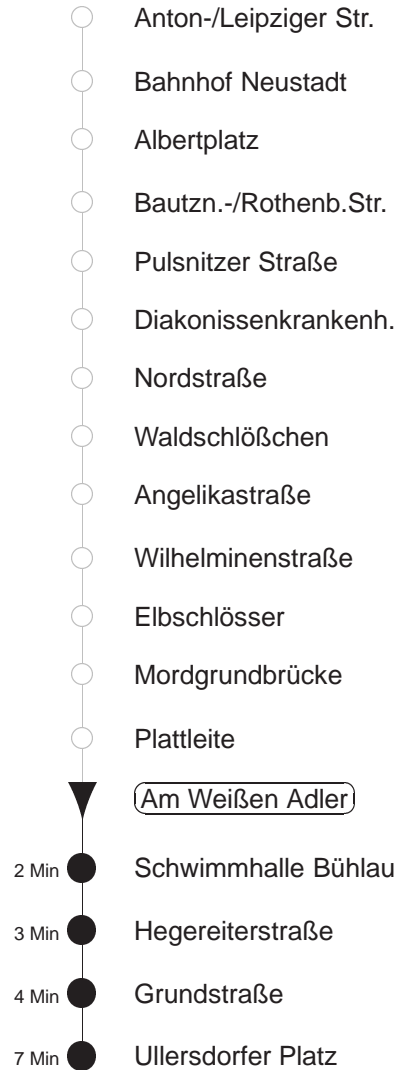 Anton-/Leipziger Str.
Bahnhof Neustadt
Albertplatz
Bautzn.-/Rothenb.Str.
Pulsnitzer Straße
Diakonissenkrankenh.
Nordstraße
Waldschlößchen
Angelikastraße
Wilhelminenstraße
Elbschlösser
Mordgrundbrücke
Plattleite
Am Weißen Adler
2 Min Schwimmhalle Bühlau
3 Min Hegereiterstraße
4 Min Grundstraße
7 Min Ullersdorfer Platz